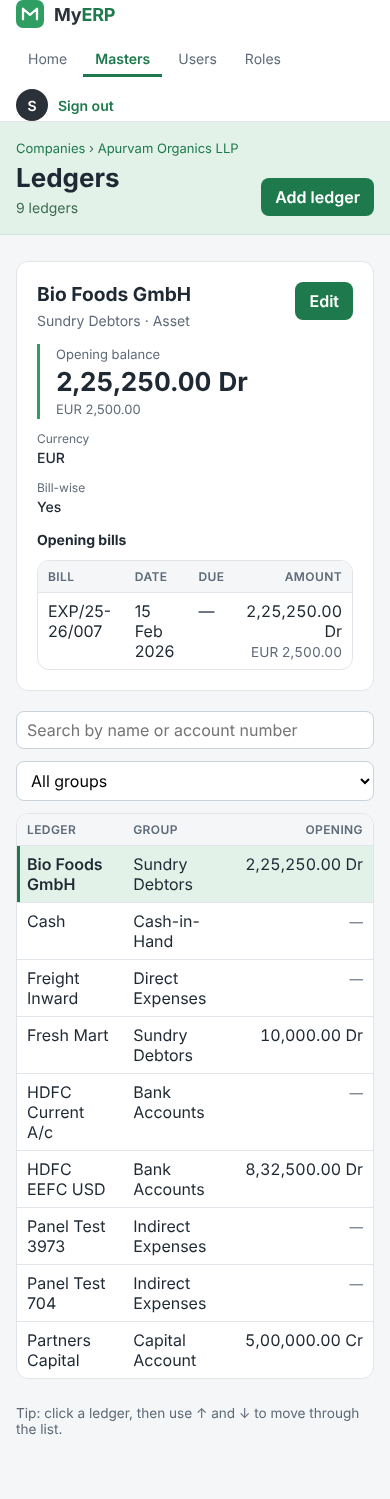 MyERP
Home Masters Users Roles
S Sign out
Companies › Apurvam Organics LLP
Ledgers
9 ledgers
Add ledger
Bio Foods GmbH
Edit
Sundry Debtors · Asset
Opening balance
2,25,250.00 Dr
EUR 2,500.00
Currency
EUR
Bill-wise
Yes
Opening bills
BILL DATE DUE AMOUNT
EXP/25- 15 — 2,25,250.00
26/007 Feb Dr
2026 EUR 2,500.00
Search by name or account number
All groups
LEDGER GROUP OPENING
Bio Foods Sundry 2,25,250.00 Dr
GmbH Debtors
Cash Cash-in- —
Hand
Freight Direct —
Inward Expenses
Fresh Mart Sundry 10,000.00 Dr
Debtors
HDFC Bank —
Current Accounts
A/c
HDFC Bank 8,32,500.00 Dr
EEFC USD Accounts
Panel Test Indirect —
3973 Expenses
Panel Test Indirect —
704 Expenses
Partners Capital 5,00,000.00 Cr
Capital Account
Tip: click a ledger, then use ↑ and ↓ to move through
the list.